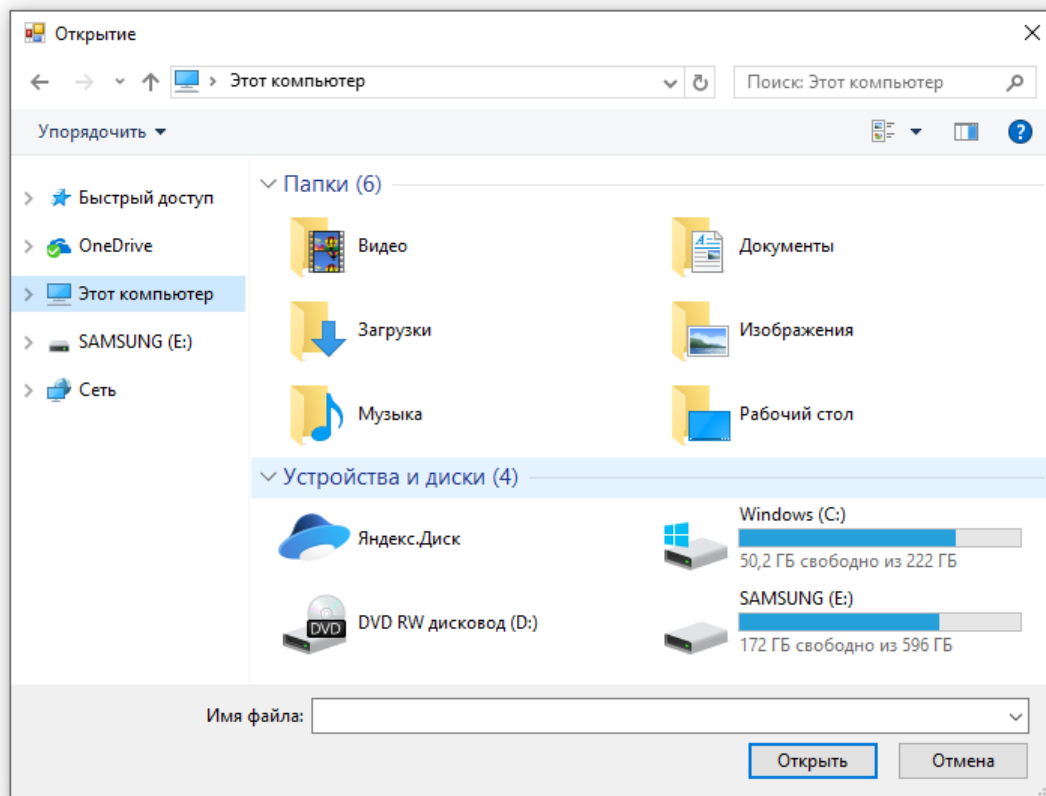 Открытие
Этот компьютер
Поиск: Этот компьютер
Упорядочить
?
Быстрый доступ
OneDrive
Этот компьютер
SAMSUNG (E:)
Сеть
Папки (6)
Видео
Документы
Загрузки
Изображения
Музыка
Рабочий стол
Устройства и диски (4)
Яндекс.Диск
Windows (C:)
50,2 ГБ свободно из 222 ГБ
DVD
DVD RW дисковод (D:)
SAMSUNG (E:)
172 ГБ свободно из 596 ГБ
Имя файла:
Открыть
Отмена